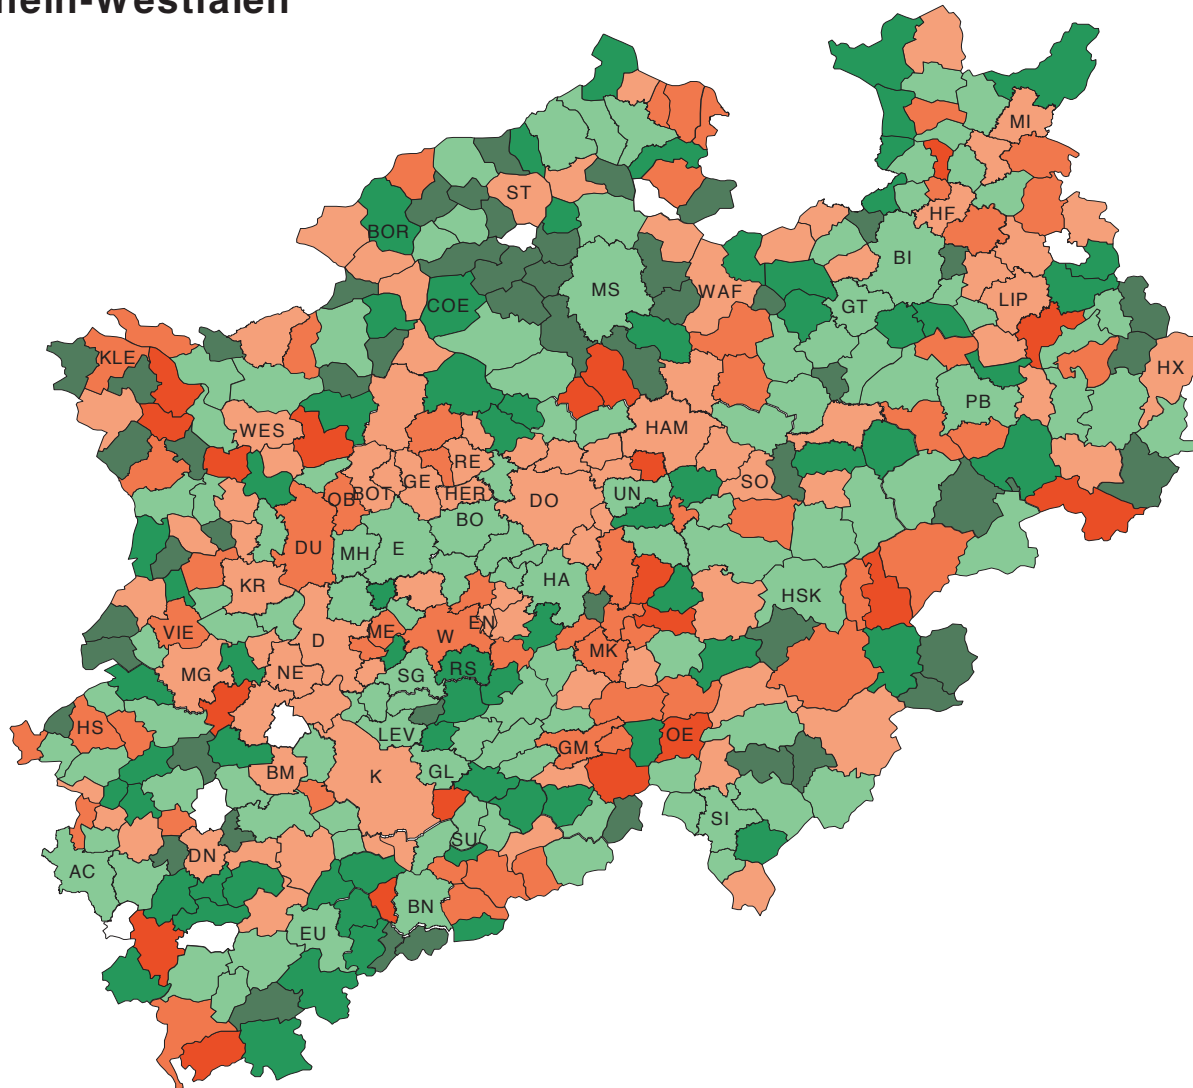 hein-Westfalen
MI
ST
HF
BOR
BI
MS
WAF
LIP
COE
GT
KLE
HX
PB
WES
HAM
RE
GE
SO
BOT
HER
OB
DO
UN
BO
DU
MH
E
HA
KR
HSK
EN
VIE
D
ME
W
MK
MG
NE
SG
RS
HS
LEV
OE
GM
BM
K
GL
SI
SU
DN
AC
BN
EU